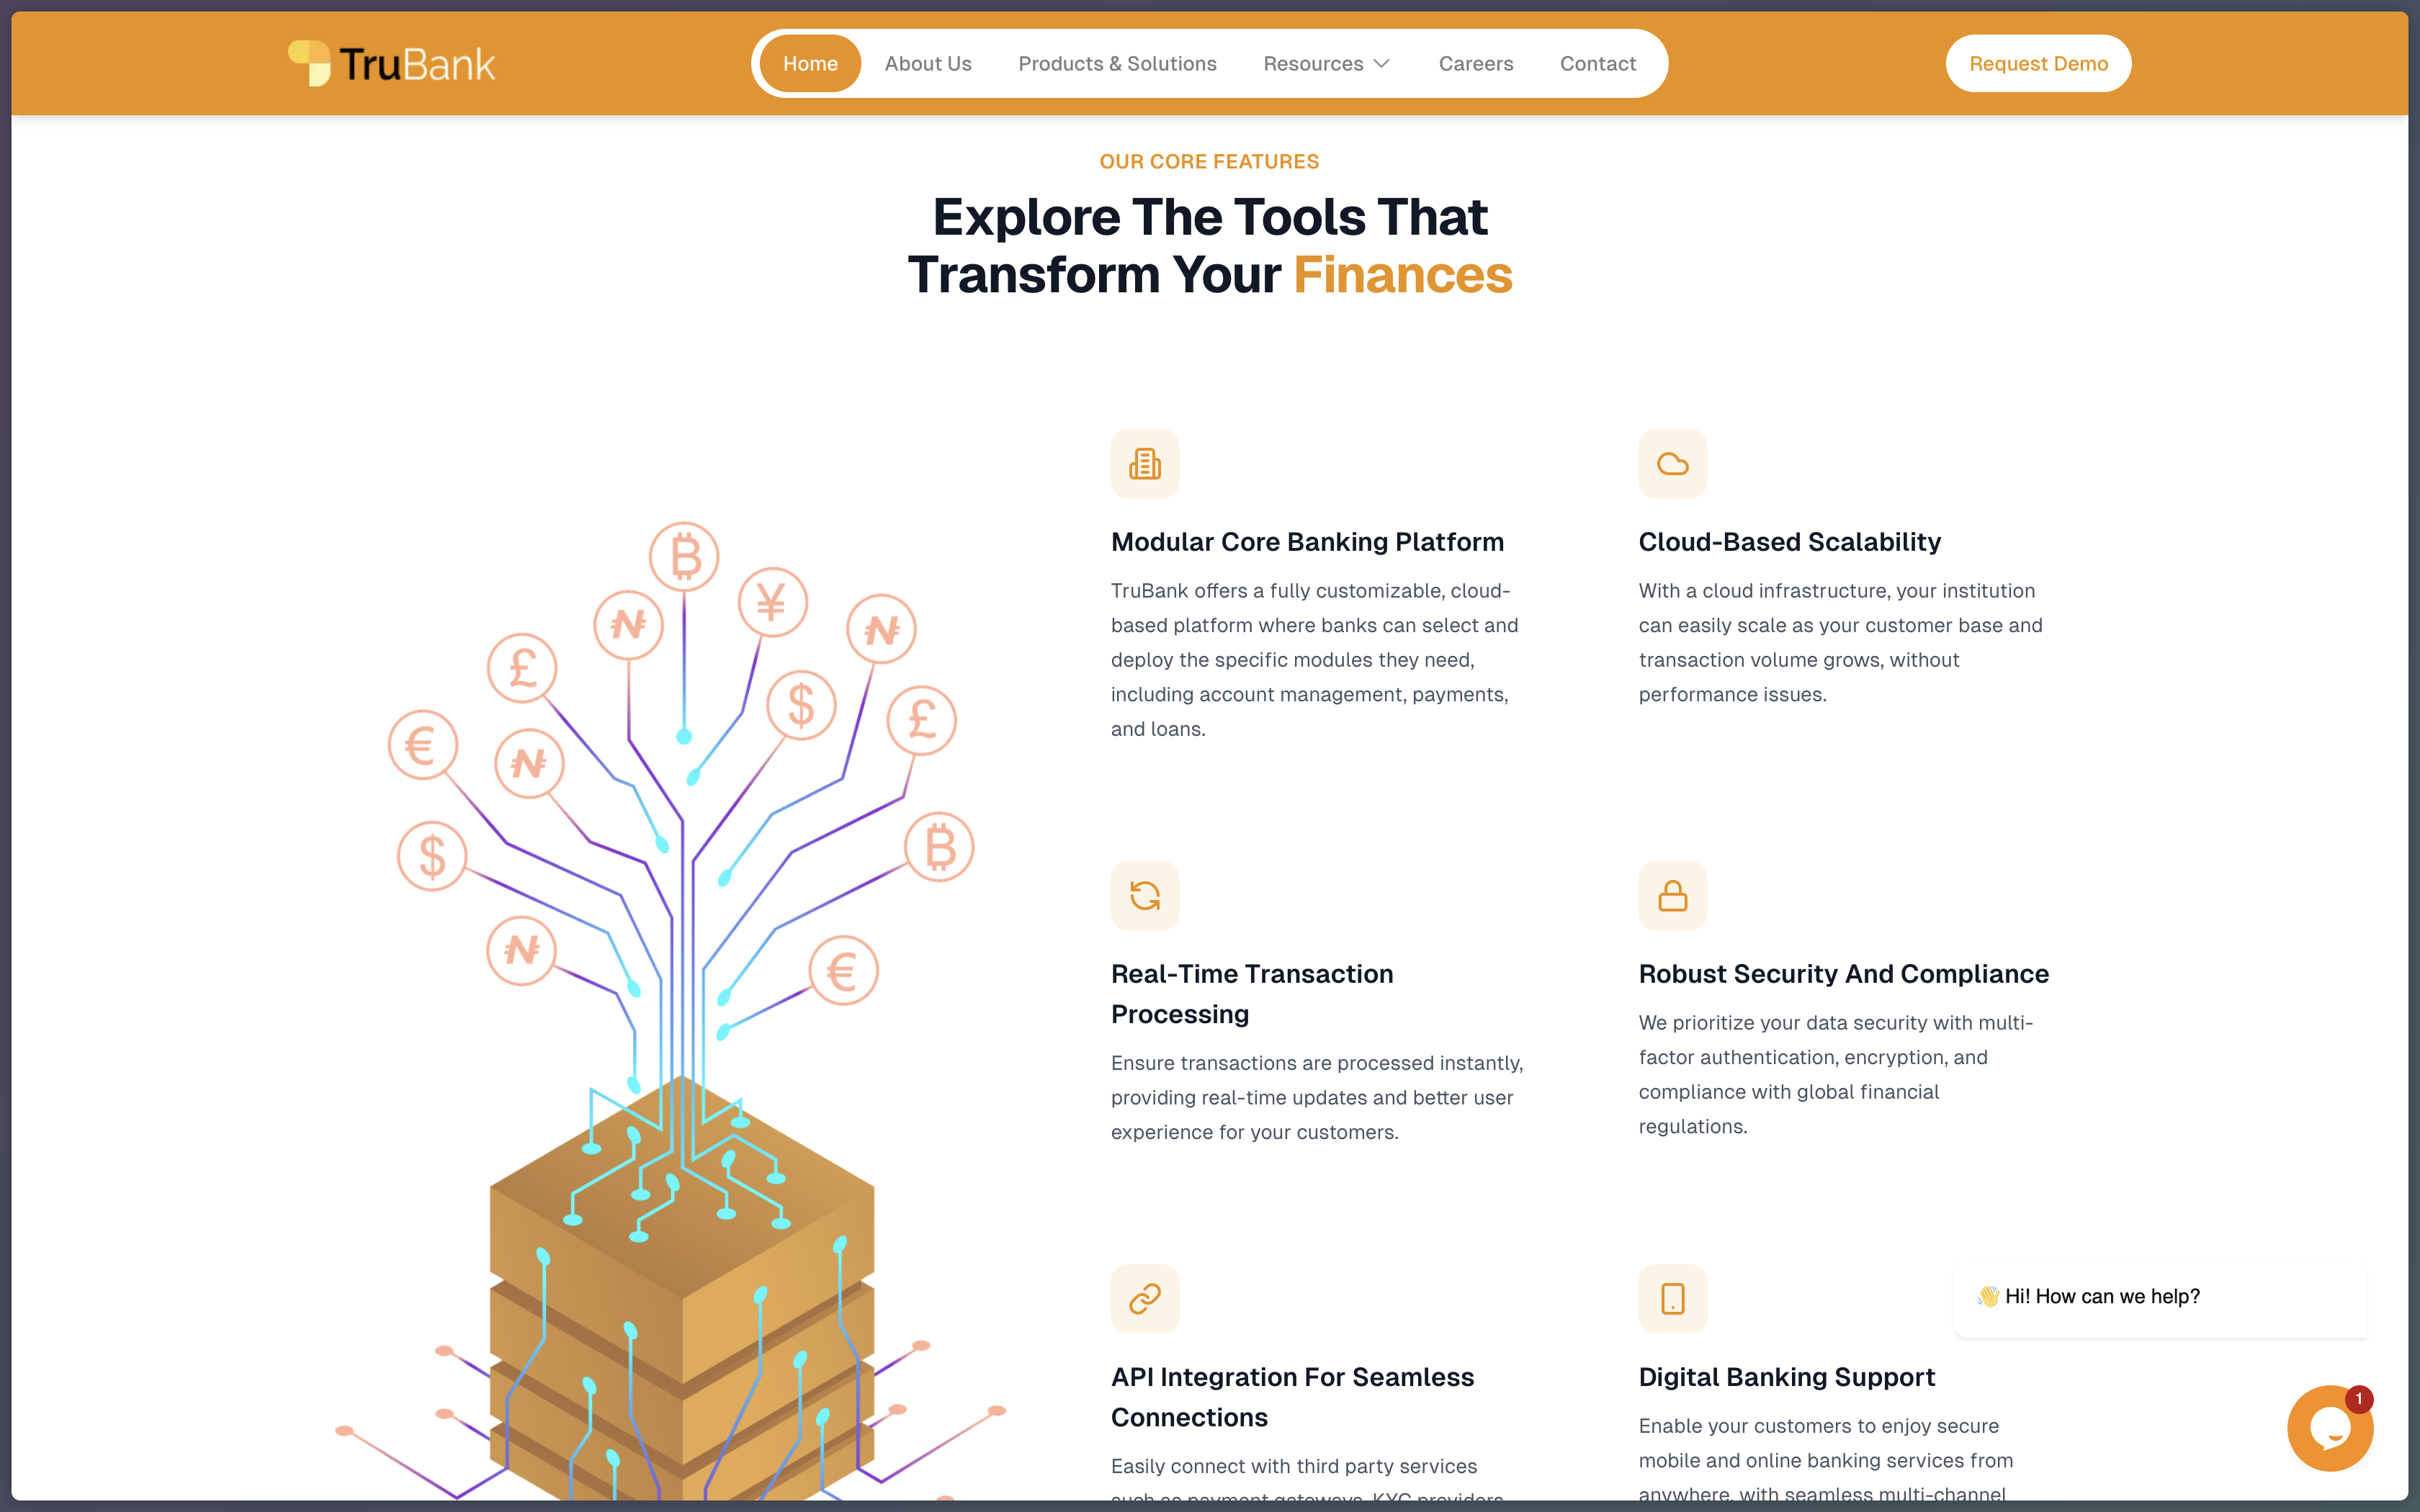 TruBank
Home
About Us
Products & Solutions
Resources
Careers
Contact
Request Demo
OUR CORE FEATURES
Explore The Tools That
Transform Your Finances
Modular Core Banking Platform
TruBank offers a fully customizable, cloud-
based platform where banks can select and
deploy the specific modules they need,
including account management, payments,
and loans.
Cloud-Based Scalability
With a cloud infrastructure, your institution
can easily scale as your customer base and
transaction volume grows, without
performance issues.
₿
¥
₦
₦
£
$
£
€
₦
$
₿
₦
€
Real-Time Transaction
Processing
Ensure transactions are processed instantly,
providing real-time updates and better user
experience for your customers.
Robust Security And Compliance
We prioritize your data security with multi-
factor authentication, encryption, and
compliance with global financial
regulations.
API Integration For Seamless
Connections
Easily connect with third party services
such as payment gateways, KYC providers
Digital Banking Support
Enable your customers to enjoy secure
mobile and online banking services from
anywhere, with seamless multi-channel
👋 Hi! How can we help?
1